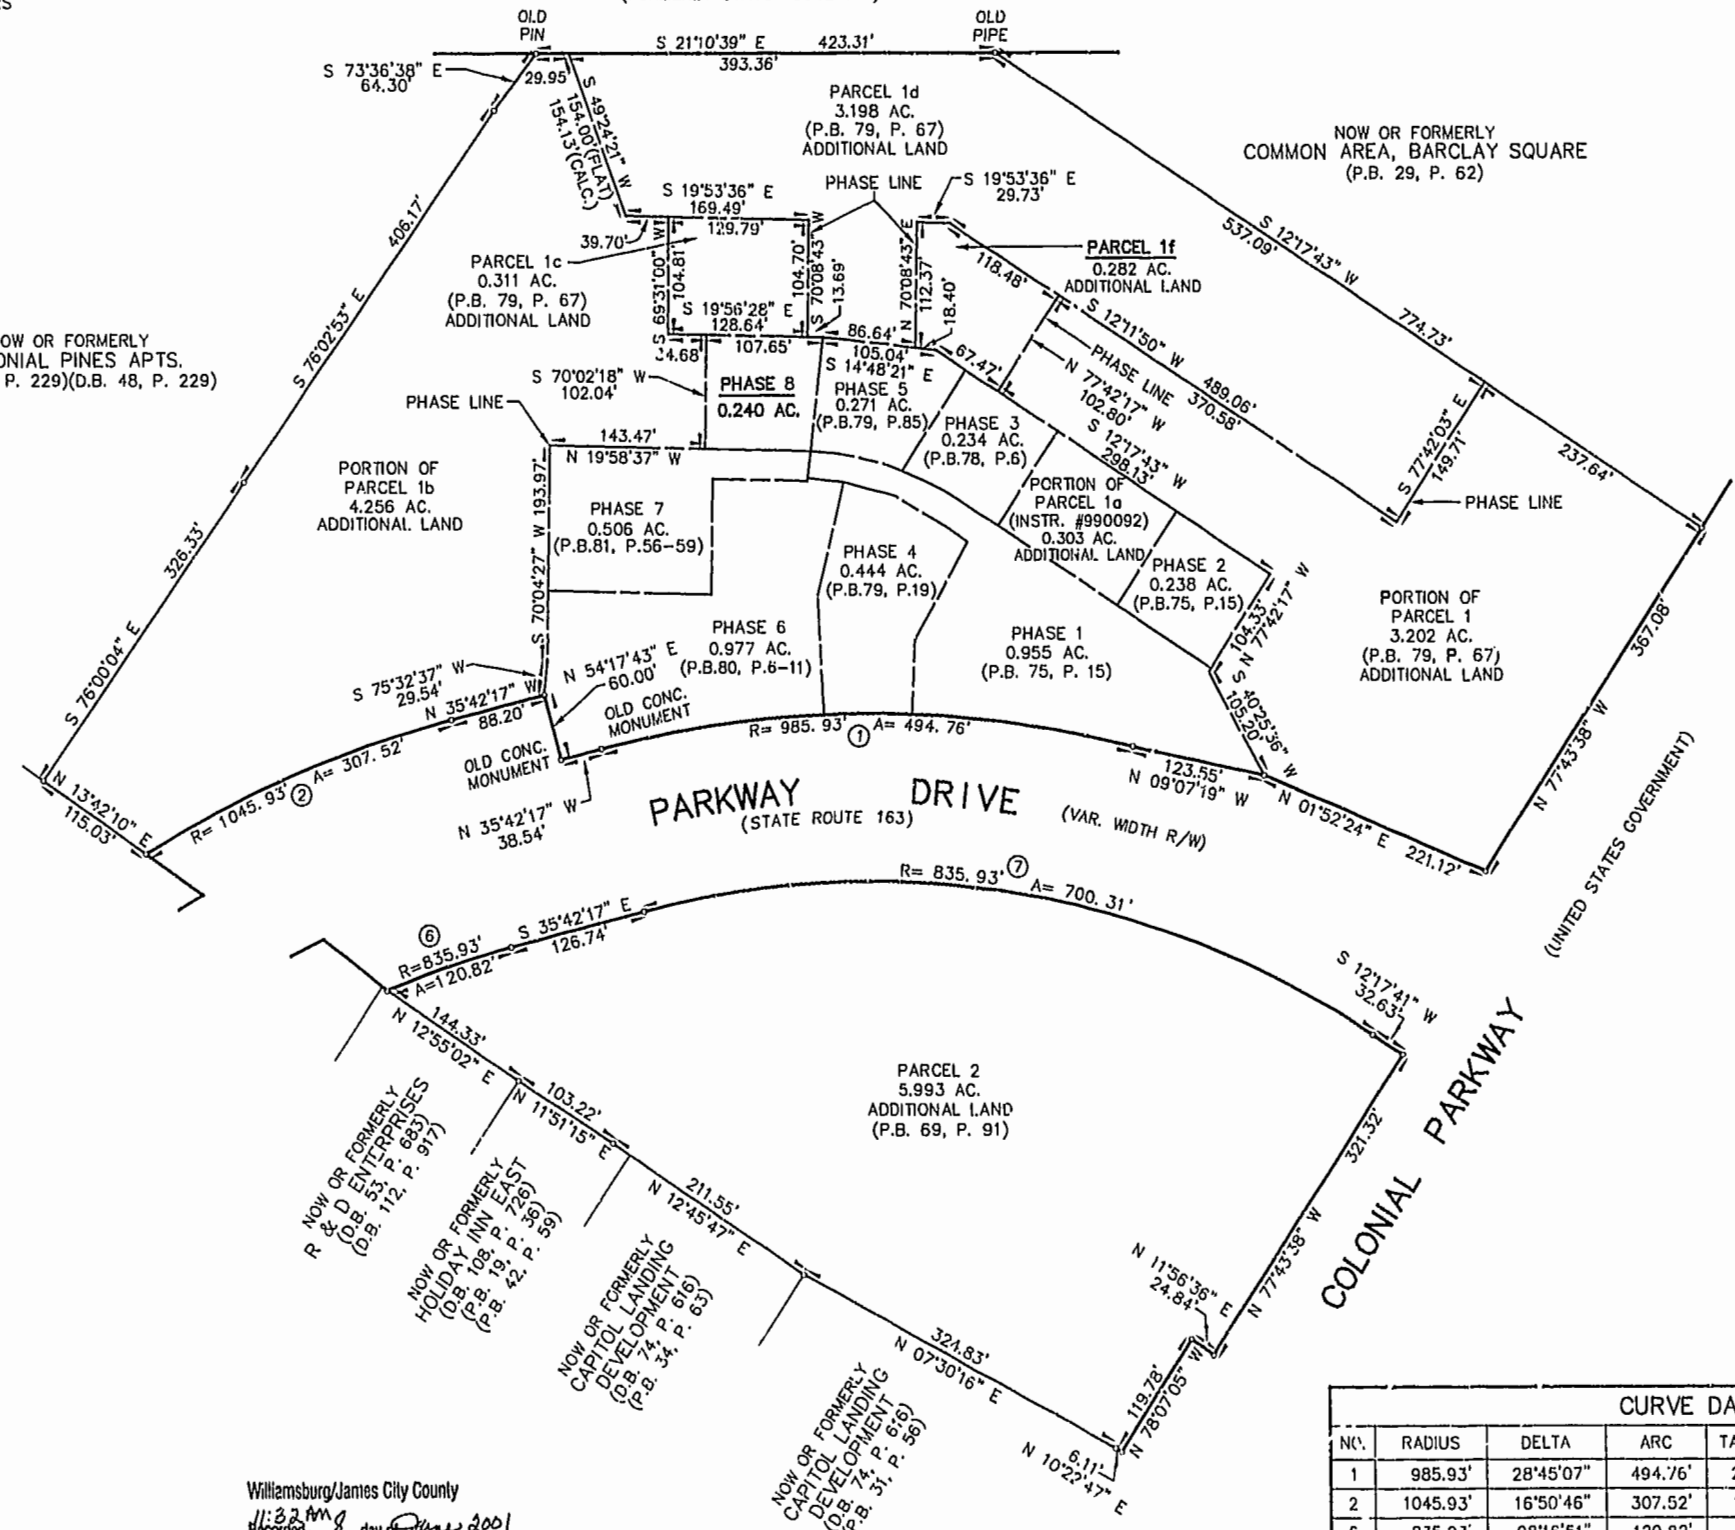 OLD
PIN
S 21°10'39" E 423.31'
393.36'
OLD
PIPE
S 73°36'38" E
64.30'
29.95'
S 49°24'21" W
154.00'(FLAT)
154.13'(CALC.)
PARCEL 1d
3.198 AC.
(P.B. 79, P. 67)
ADDITIONAL LAND
NOW OR FORMERLY
COMMON AREA, BARCLAY SQUARE
(P.B. 29, P. 62)
S 12°17'43" W
537.09'
774.73'
237.64'
PHASE LINE
S 19°53'36" E
29.73'
S 19°53'36" E
169.49'
129.79'
39.70'
406.17'
S 76°02'53" E
PARCEL 1c
0.311 AC.
(P.B. 79, P. 67)
ADDITIONAL LAND
S 69°31'00" W
104.81'
104.70'
S 70°08'43" W
13.69'
N 70°08'43" E
112.37'
18.40'
118.48'
PARCEL 1f
0.282 AC.
ADDITIONAL LAND
S 12°11'50" W
489.06'
370.58'
PHASE LINE
N 77°42'17" W
102.80'
S 19°56'28" E
128.64'
107.65'
86.64'
105.04'
S 14°48'21" E
67.47'
S 12°17'43" W
298.13'
S 77°42'03" E
149.71'
PHASE LINE
OW OR FORMERLY
ONIAL PINES APTS.
P. 229)(D.B. 48, P. 229)
S 70°02'18" W
102.04'
PHASE LINE
PHASE 8
0.240 AC.
PHASE 5
0.271 AC.
(P.B.79, P.85)
PHASE 3
0.234 AC.
(P.B.78, P.6)
143.47'
N 19°58'37" W
PORTION OF
PARCEL 1b
4.256 AC.
ADDITIONAL LAND
S 70°04'27" W 193.97'
PHASE 7
0.506 AC.
(P.B.81, P.56-59)
PHASE 4
0.444 AC.
(P.B.79, P.19)
PORTION OF
PARCEL 1a
(INSTR. #990092)
0.303 AC.
ADDITIONAL LAND
PHASE 2
0.238 AC.
(P.B.75, P.15)
104.33'
N 77°42'17" W
PORTION OF
PARCEL 1
3.202 AC.
(P.B. 79, P. 67)
ADDITIONAL LAND
326.33'
S 76°00'04" E
367.08'
N 77°43'38" W
PHASE 6
0.977 AC.
(P.B.80, P.6-11)
PHASE 1
0.955 AC.
(P.B. 75, P. 15)
S 40°25'36" W
105.20'
S 75°32'37" W
29.54'
N 54°17'43" E
60.00'
N 35°42'17" W
88.20'
OLD CONC.
MONUMENT
OLD CONC.
MONUMENT
R= 985.93' ① A= 494.76'
R= 1045.93' ② A= 307.52'
N 13°42'10" E
115.03'
N 35°42'17" W
38.54'
123.55'
N 09°07'19" W
N 01°52'24" E
221.12'
PARKWAY DRIVE
(STATE ROUTE 163)
(VAR. WIDTH R/W)
(UNITED STATES GOVERNMENT)
COLONIAL PARKWAY
R= 835.93' ⑦ A= 700.31'
⑥
R=835.93'
A=120.82'
S 35°42'17" E
126.74'
S 12°17'41" W
32.63'
144.33'
N 12°55'02" E
103.22'
N 11°51'15" E
211.55'
N 12°45'47" E
324.83'
N 07°30'16" E
6.11'
N 10°22'47" E
119.78'
N 78°07'05" W
N 11°56'36" E
24.84'
321.32'
N 77°43'38" W
PARCEL 2
5.993 AC.
ADDITIONAL LAND
(P.B. 69, P. 91)
NOW OR FORMERLY
R & D ENTERPRISES
(D.B. 53, P. 683)
(D.B. 112, P. 917)
NOW OR FORMERLY
HOLIDAY INN EAST
(D.B. 108, P. 726)
(P.B. 19, P. 36)
(P.B. 42, P. 59)
NOW OR FORMERLY
CAPITOL LANDING
DEVELOPMENT
(D.B. 74, P. 616)
(P.B. 34, P. 63)
NOW OR FORMERLY
CAPITOL LANDING
DEVELOPMENT
(D.B. 74, P. 616)
(P.B. 31, P. 56)
CURVE DA
NO. RADIUS DELTA ARC TA
1 985.93' 28°45'07" 494.76'
2 1045.93' 16°50'46" 307.52'
Williamsburg/James City County
11:32 AM
2001